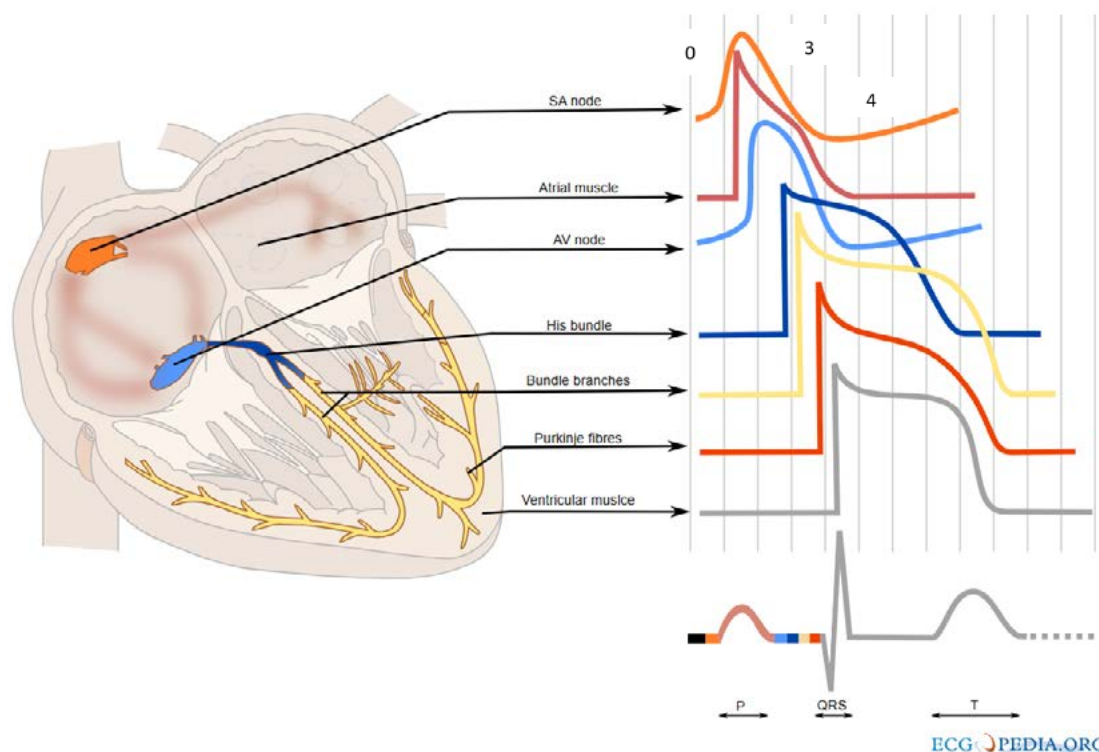 0
3
4
SA node
Atrial muscle
AV node
His bundle
Bundle branches
Purkinje fibres
Ventricular muslce
P
QRS
T
ECGPEDIA.ORG